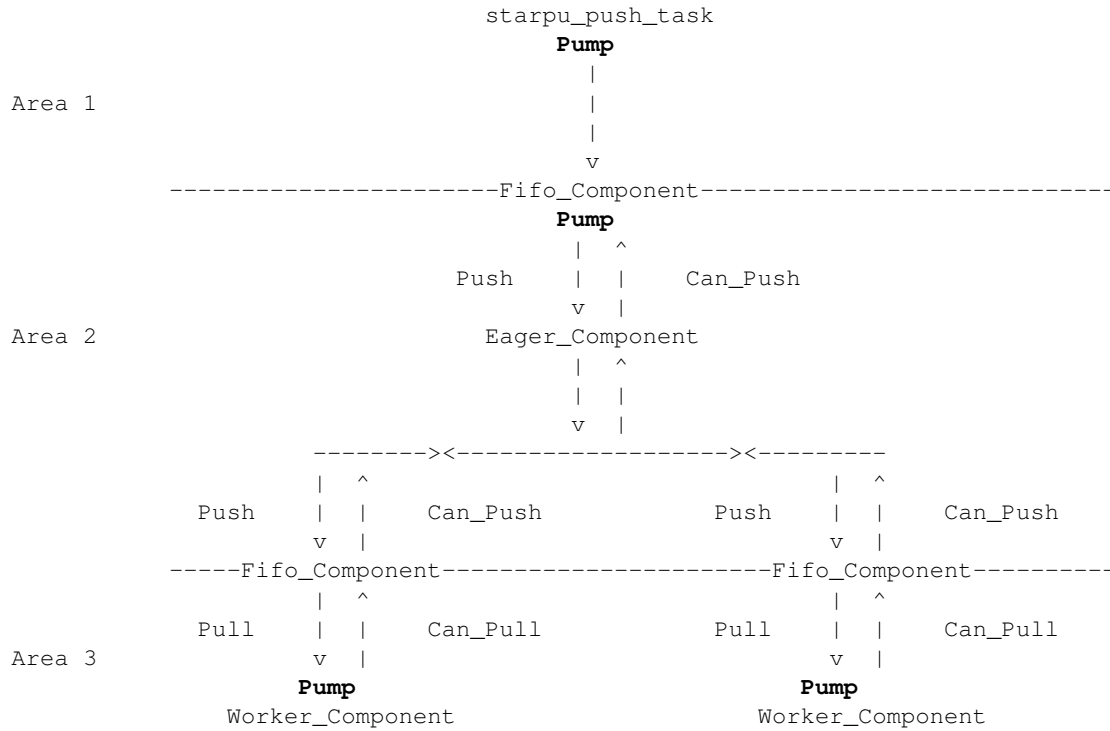 starpu_push_task
Pump
|
Area 1 |
|
v
-----------------------Fifo_Component-----------------------------
Pump
| ^
Push | | Can_Push
v |
Area 2 Eager_Component
| ^
| |
v |
--------><-------------------><---------
| ^ | ^
Push | | Can_Push Push | | Can_Push
v | v |
-----Fifo_Component-----------------------Fifo_Component----------
| ^ | ^
Pull | | Can_Pull Pull | | Can_Pull
Area 3 v | v |
Pump Pump
Worker_Component Worker_Component